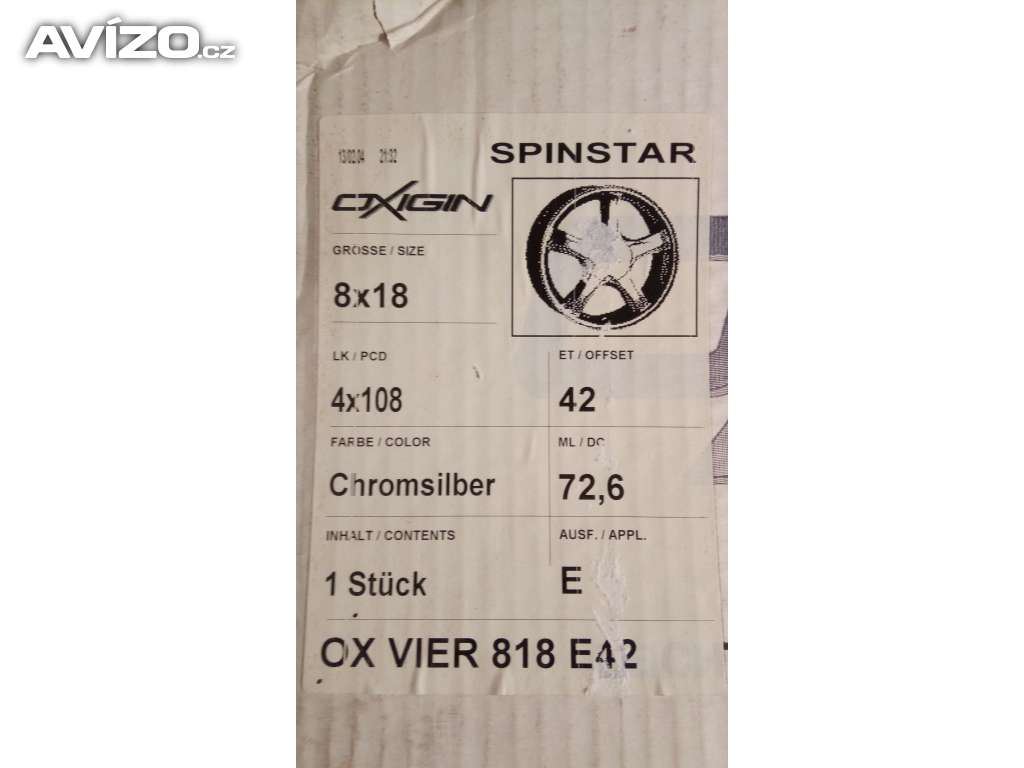 AVÍZO.cz
13.02.04 21:32
SPINSTAR
OXIGIN
GRÖSSE / SIZE
8x18
LK / PCD
ET / OFFSET
4x108
42
FARBE / COLOR
ML / DC
Chromsilber
72,6
INHALT / CONTENTS
AUSF. / APPL.
1 Stück
E
OX VIER 818 E42